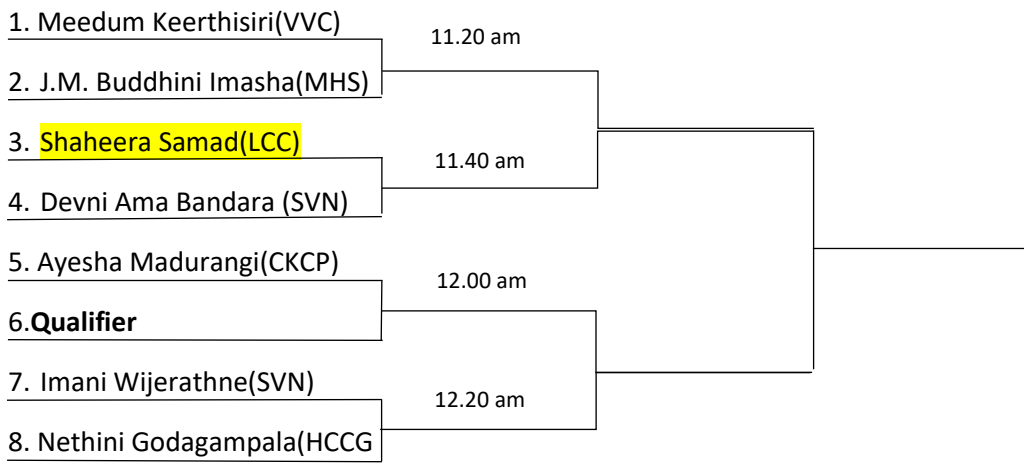 1. Meedum Keerthisiri(VVC)
11.20 am
2. J.M. Buddhini Imasha(MHS)
3. Shaheera Samad(LCC)
11.40 am
4. Devni Ama Bandara (SVN)
5. Ayesha Madurangi(CKCP)
12.00 am
6.Qualifier
7. Imani Wijerathne(SVN)
12.20 am
8. Nethini Godagampala(HCCG